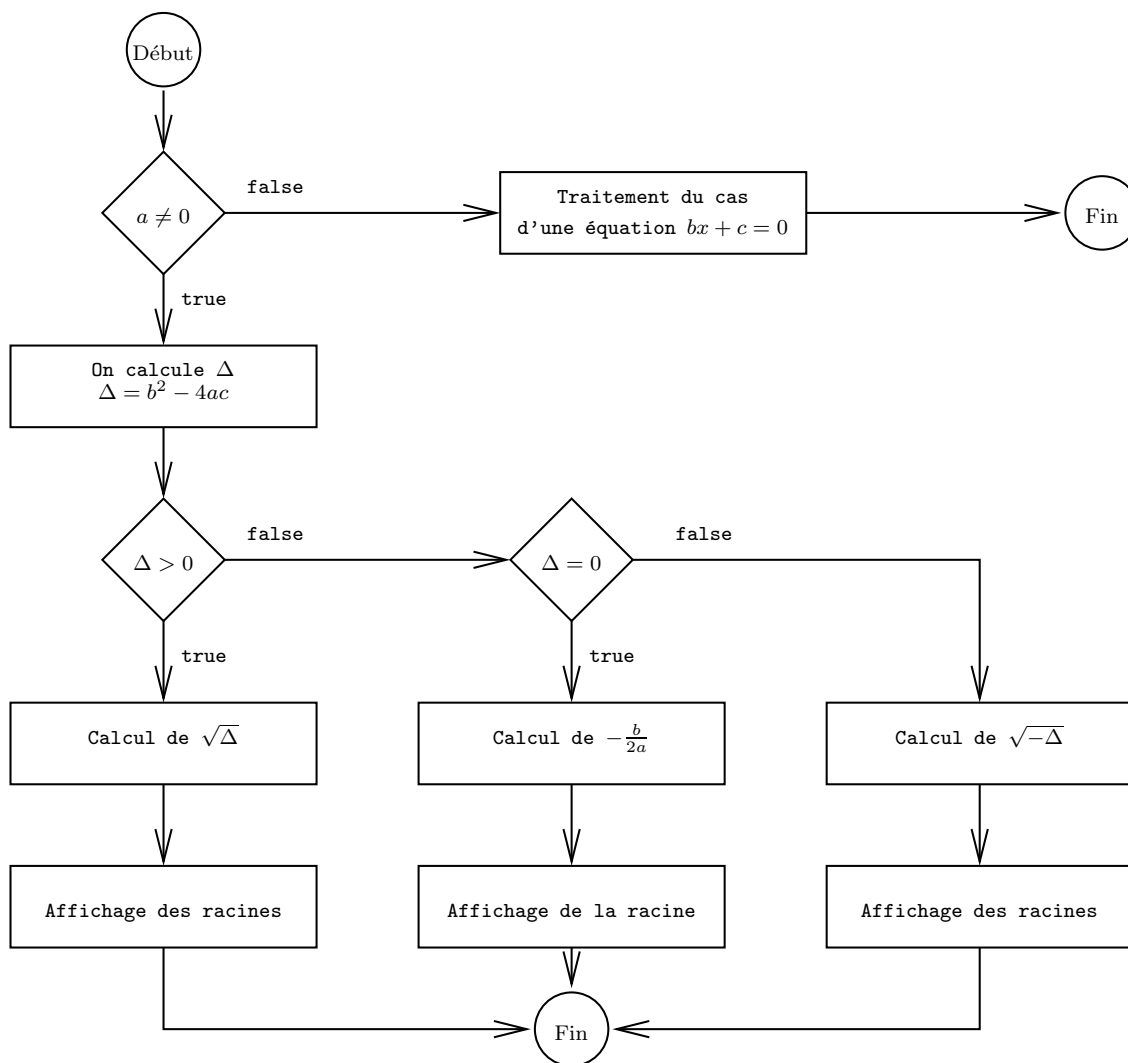 Début
a ≠ 0
false
Traitement du cas
d'une équation bx + c = 0
Fin
true
On calcule Δ
Δ = b² − 4ac
Δ > 0
false
Δ = 0
false
true
true
Calcul de √Δ
Calcul de −b/2a
Calcul de √−Δ
Affichage des racines
Affichage de la racine
Affichage des racines
Fin